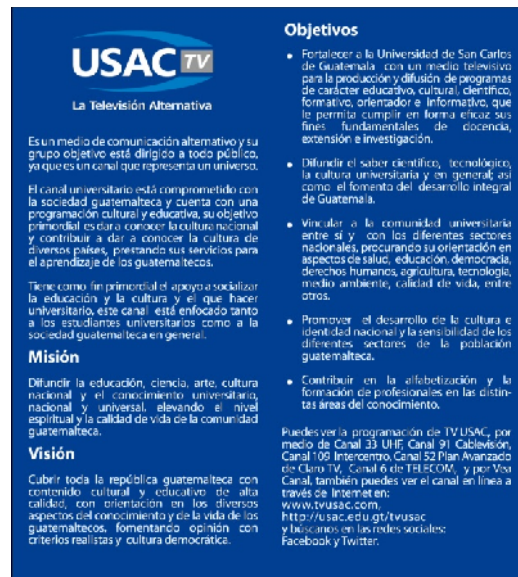 USAC TV
La Televisión Alternativa
Es un medio de comunicación alternativo y su
grupo objetivo está dirigido a todo público,
ya que es un canal que representa un universo.
El canal universitario está comprometido con
la sociedad guatemalteca y cuenta con una
programación cultural y educativa, su objetivo
primordial es dar a conocer la cultura nacional
y contribuir a dar a conocer la cultura de
diversos países, prestando sus servicios para
el aprendizaje de los guatemaltecos.
Tiene como fin primordial el apoyo a socializar
la educación y la cultura y el que hacer
universitario, este canal está enfocado tanto
a los estudiantes universitarios como a la
sociedad guatemalteca en general.
Misión
Difundir la educación, ciencia, arte, cultura
nacional y el conocimiento universitario,
nacional y universal, elevando el nivel
espiritual y la calidad de vida de la comunidad
guatemalteca.
Visión
Cubrir toda la república guatemalteca con
contenido cultural y educativo de alta
calidad, con orientación en los diversos
aspectos del conocimiento y de la vida de los
guatemaltecos, fomentando opinión con
criterios realistas y cultura democrática.
Objetivos
• Fortalecer a la Universidad de San Carlos
de Guatemala con un medio televisivo
para la producción y difusión de programas
de carácter educativo, cultural, científico,
formativo, orientador e informativo, que
le permita cumplir en forma eficaz sus
fines fundamentales de docencia,
extensión e investigación.
• Difundir el saber científico, tecnológico,
la cultura universitaria y en general; así
como el fomento del desarrollo integral
de Guatemala.
• Vincular a la comunidad universitaria
entre sí y con los diferentes sectores
nacionales, procurando su orientación en
aspectos de salud, educación, democracia,
derechos humanos, agricultura, tecnología,
medio ambiente, calidad de vida, entre
otros.
• Promover el desarrollo de la cultura e
identidad nacional y la sensibilidad de los
diferentes sectores de la población
guatemalteca.
• Contribuir en la alfabetización y la
formación de profesionales en las distin-
tas áreas del conocimiento.
Puedes ver la programación de TV USAC, por
medio de Canal 33 UHF, Canal 91 Cablevisión,
Canal 109 Intercentro, Canal 52 Plan Avanzado
de Claro TV, Canal 6 de TELECOM, y por Vea
Canal, también puedes ver el canal en línea a
través de Internet en:
www.tvusac.com,
http://usac.edu.gt/tvusac
y búscanos en las redes sociales:
Facebook y Twitter.